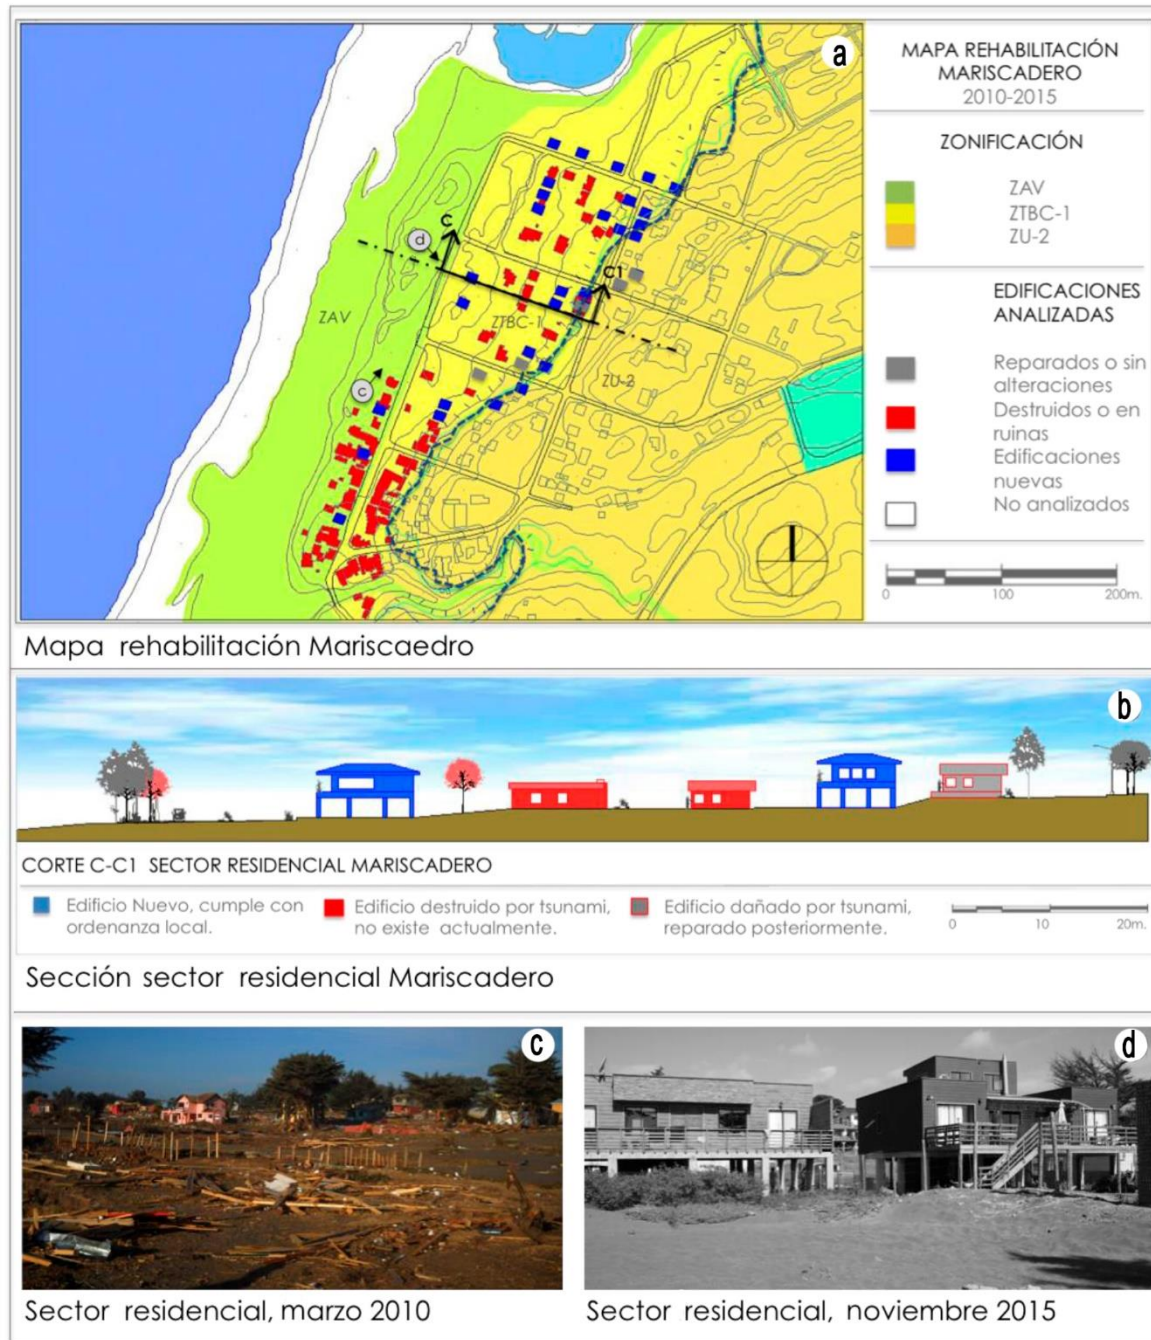 a
MAPA REHABILITACIÓN
MARISCADERO
2010-2015
ZONIFICACIÓN
ZAV
ZTBC-1
ZU-2
EDIFICACIONES
ANALIZADAS
Reparados o sin
alteraciones
Destruidos o en
ruinas
Edificaciones
nuevas
No analizados
0 100 200m.
d
C
C1
ZAV
ZTBC-1
c
ZU-2
Mapa rehabilitación Mariscaedro
b
CORTE C-C1 SECTOR RESIDENCIAL MARISCADERO
Edificio Nuevo, cumple con
ordenanza local.
Edificio destruido por tsunami,
no existe actualmente.
Edificio dañado por tsunami,
reparado posteriormente.
0 10 20m.
Sección sector residencial Mariscadero
c
d
Sector residencial, marzo 2010
Sector residencial, noviembre 2015